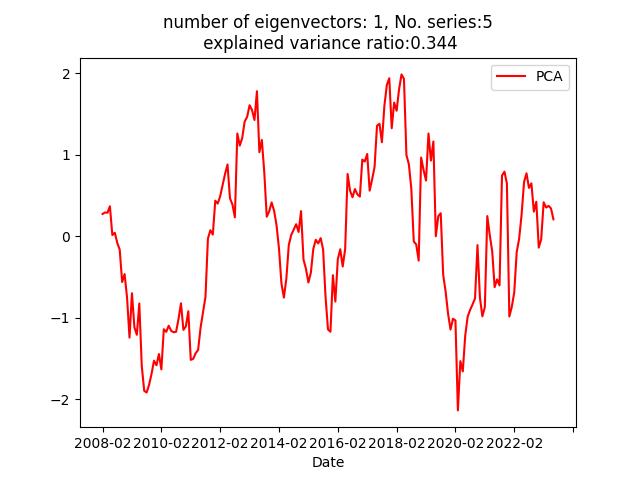 number of eigenvectors: 1, No. series:5
explained variance ratio:0.344
PCA
2
1
0
−1
−2
2008-02 2010-02 2012-02 2014-02 2016-02 2018-02 2020-02 2022-02
Date